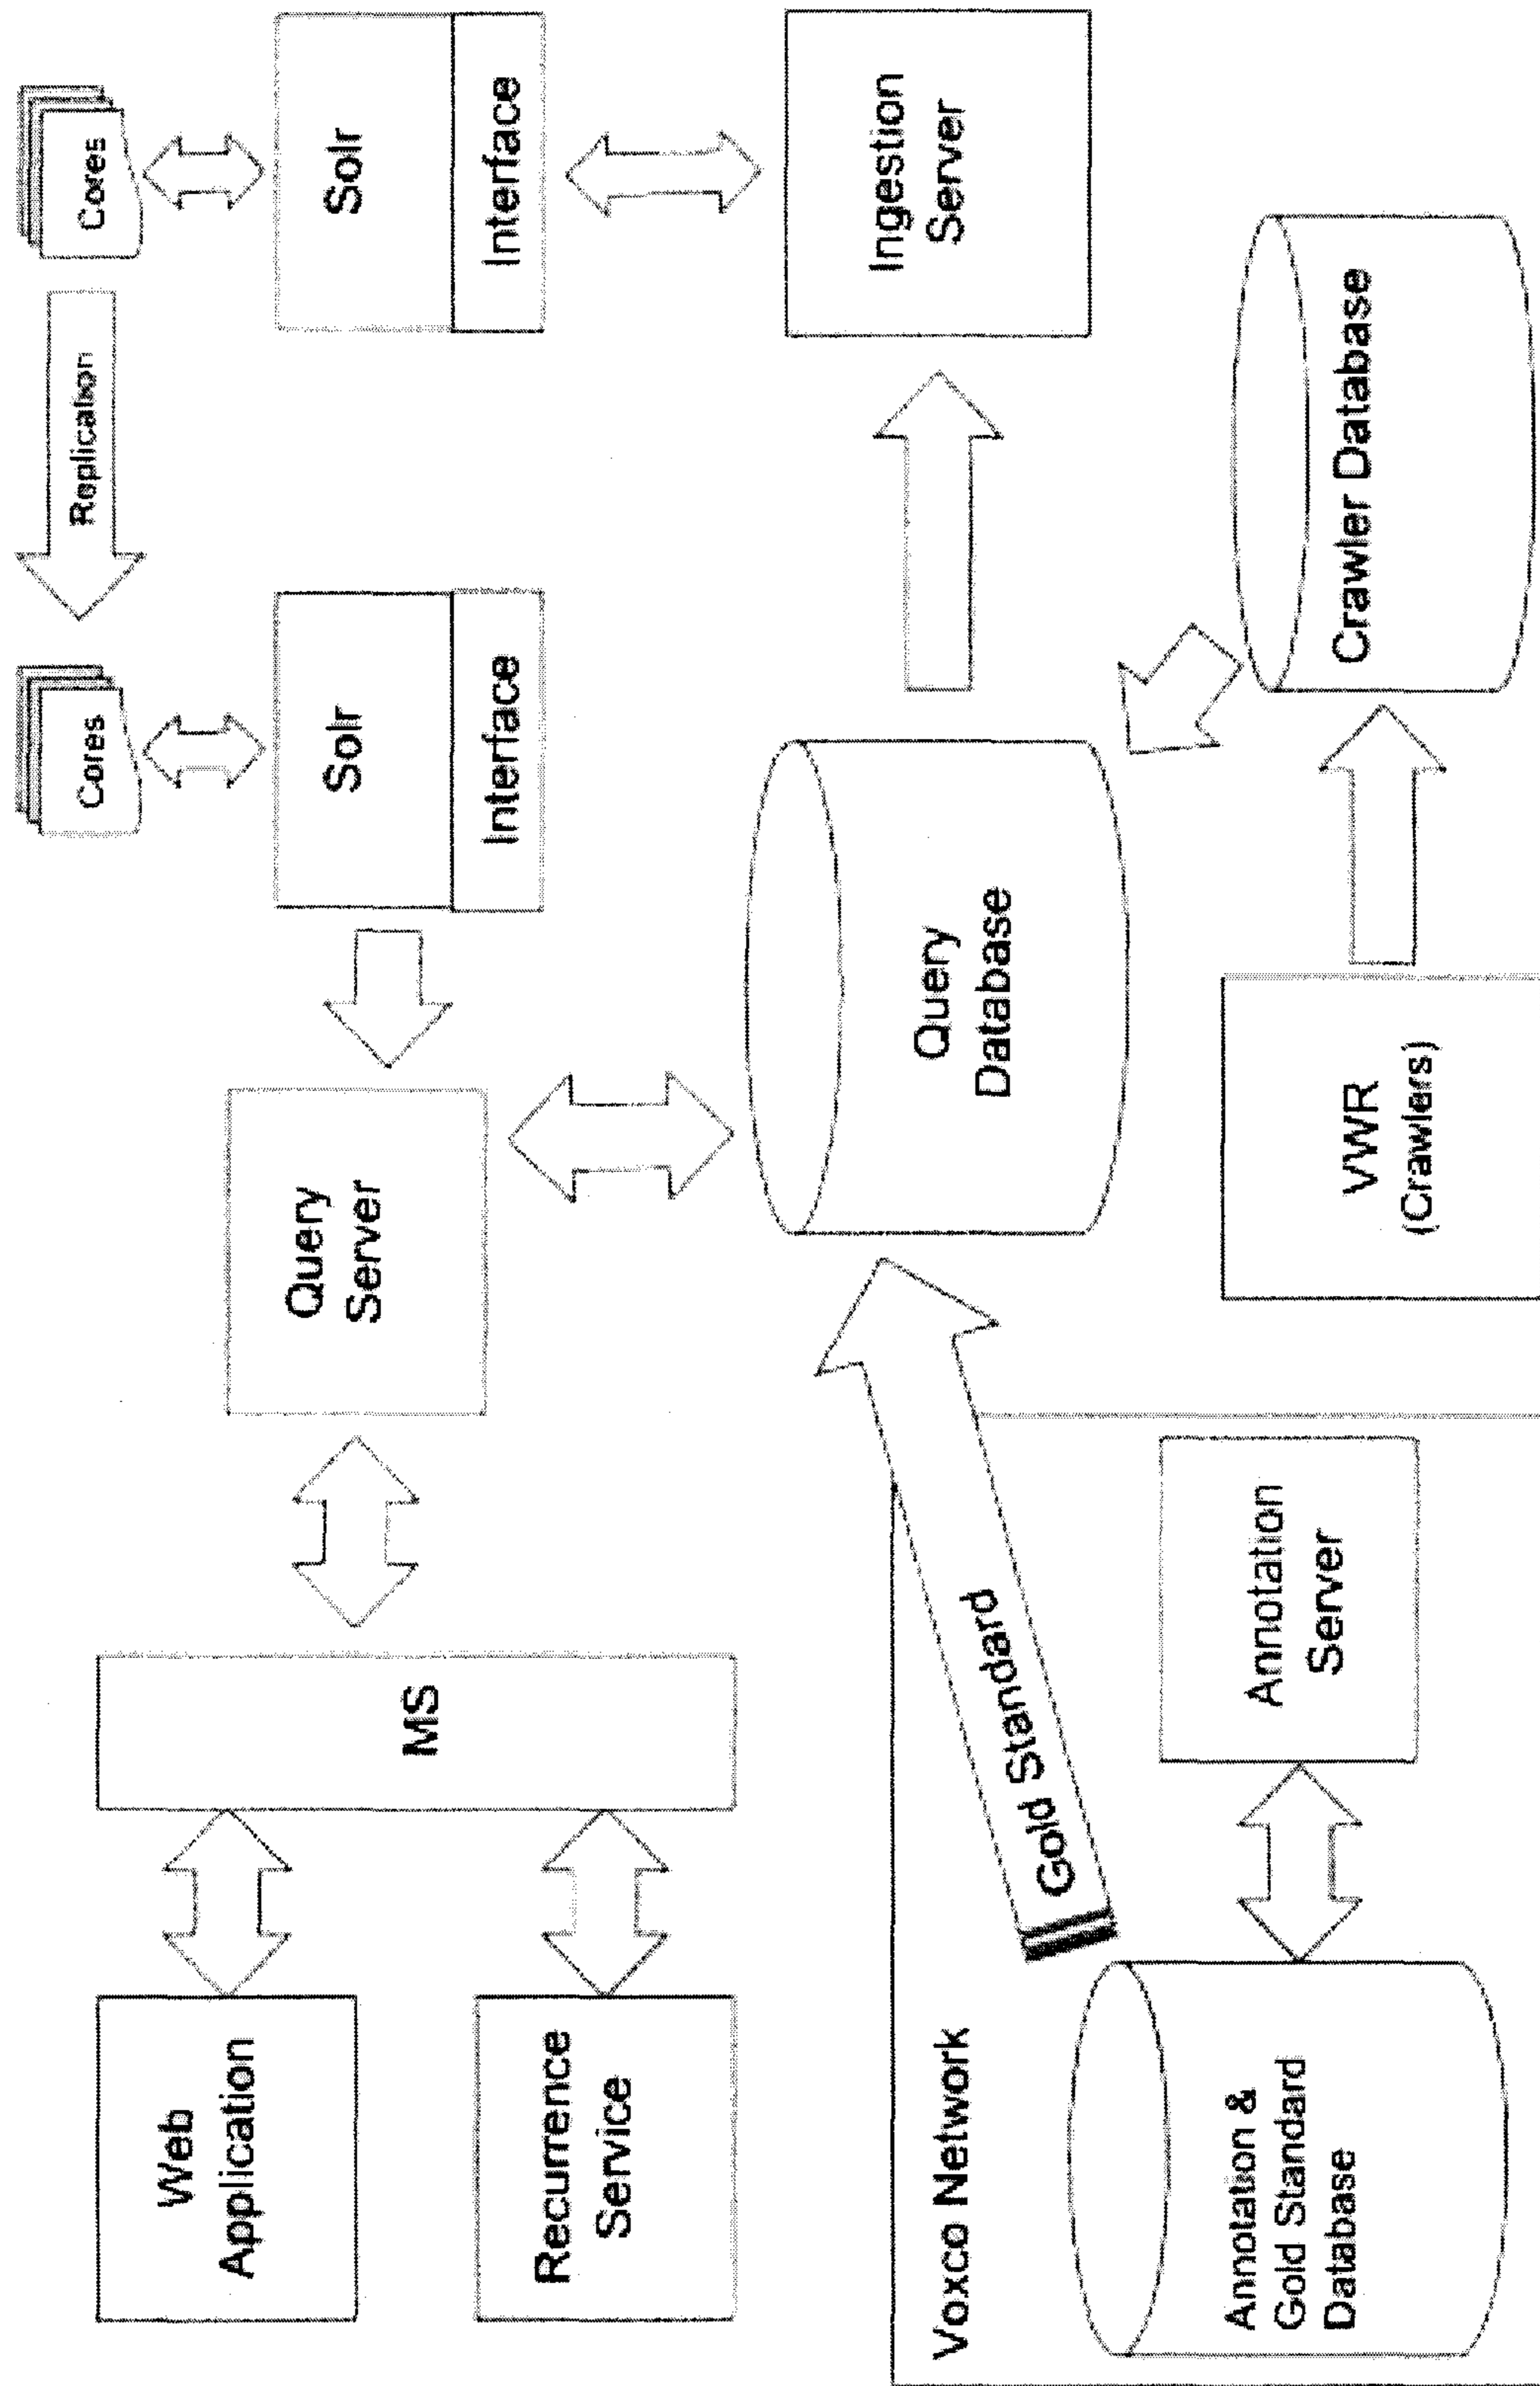 Cores
Replication
Cores
Solr
Interface
Solr
Interface
Query
Server
MS
Web
Application
Recurrence
Service
Ingestion
Server
Query
Database
Crawler Database
VWR
(Crawlers)
Voxco Network
Gold Standard
Annotation
Server
Annotation &
Gold Standard
Database